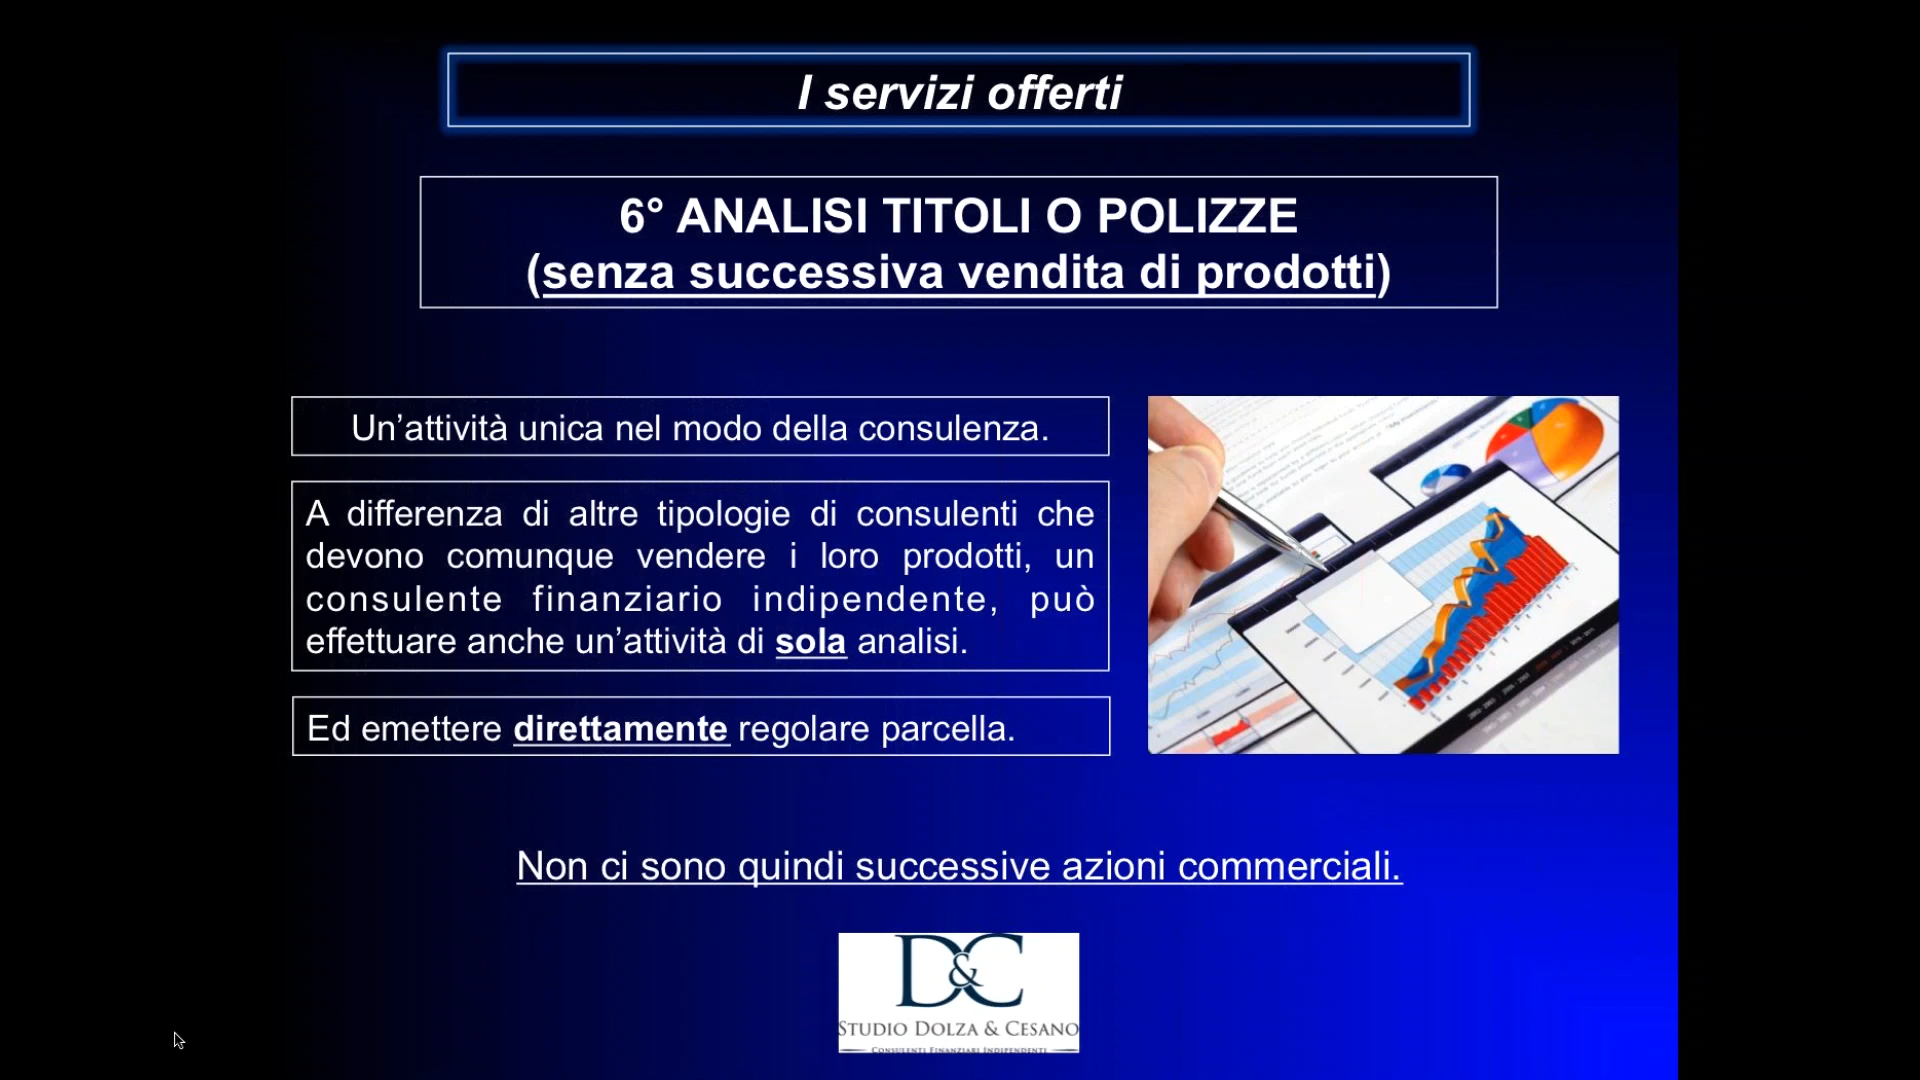 I servizi offerti
6° ANALISI TITOLI O POLIZZE
(senza successiva vendita di prodotti)
Un’attività unica nel modo della consulenza.
A differenza di altre tipologie di consulenti che
devono comunque vendere i loro prodotti, un
consulente finanziario indipendente, può
effettuare anche un’attività di sola analisi.
Ed emettere direttamente regolare parcella.
Non ci sono quindi successive azioni commerciali.
D&C
STUDIO DOLZA & CESANO
CONSULENTI FINANZIARI INDIPENDENTI